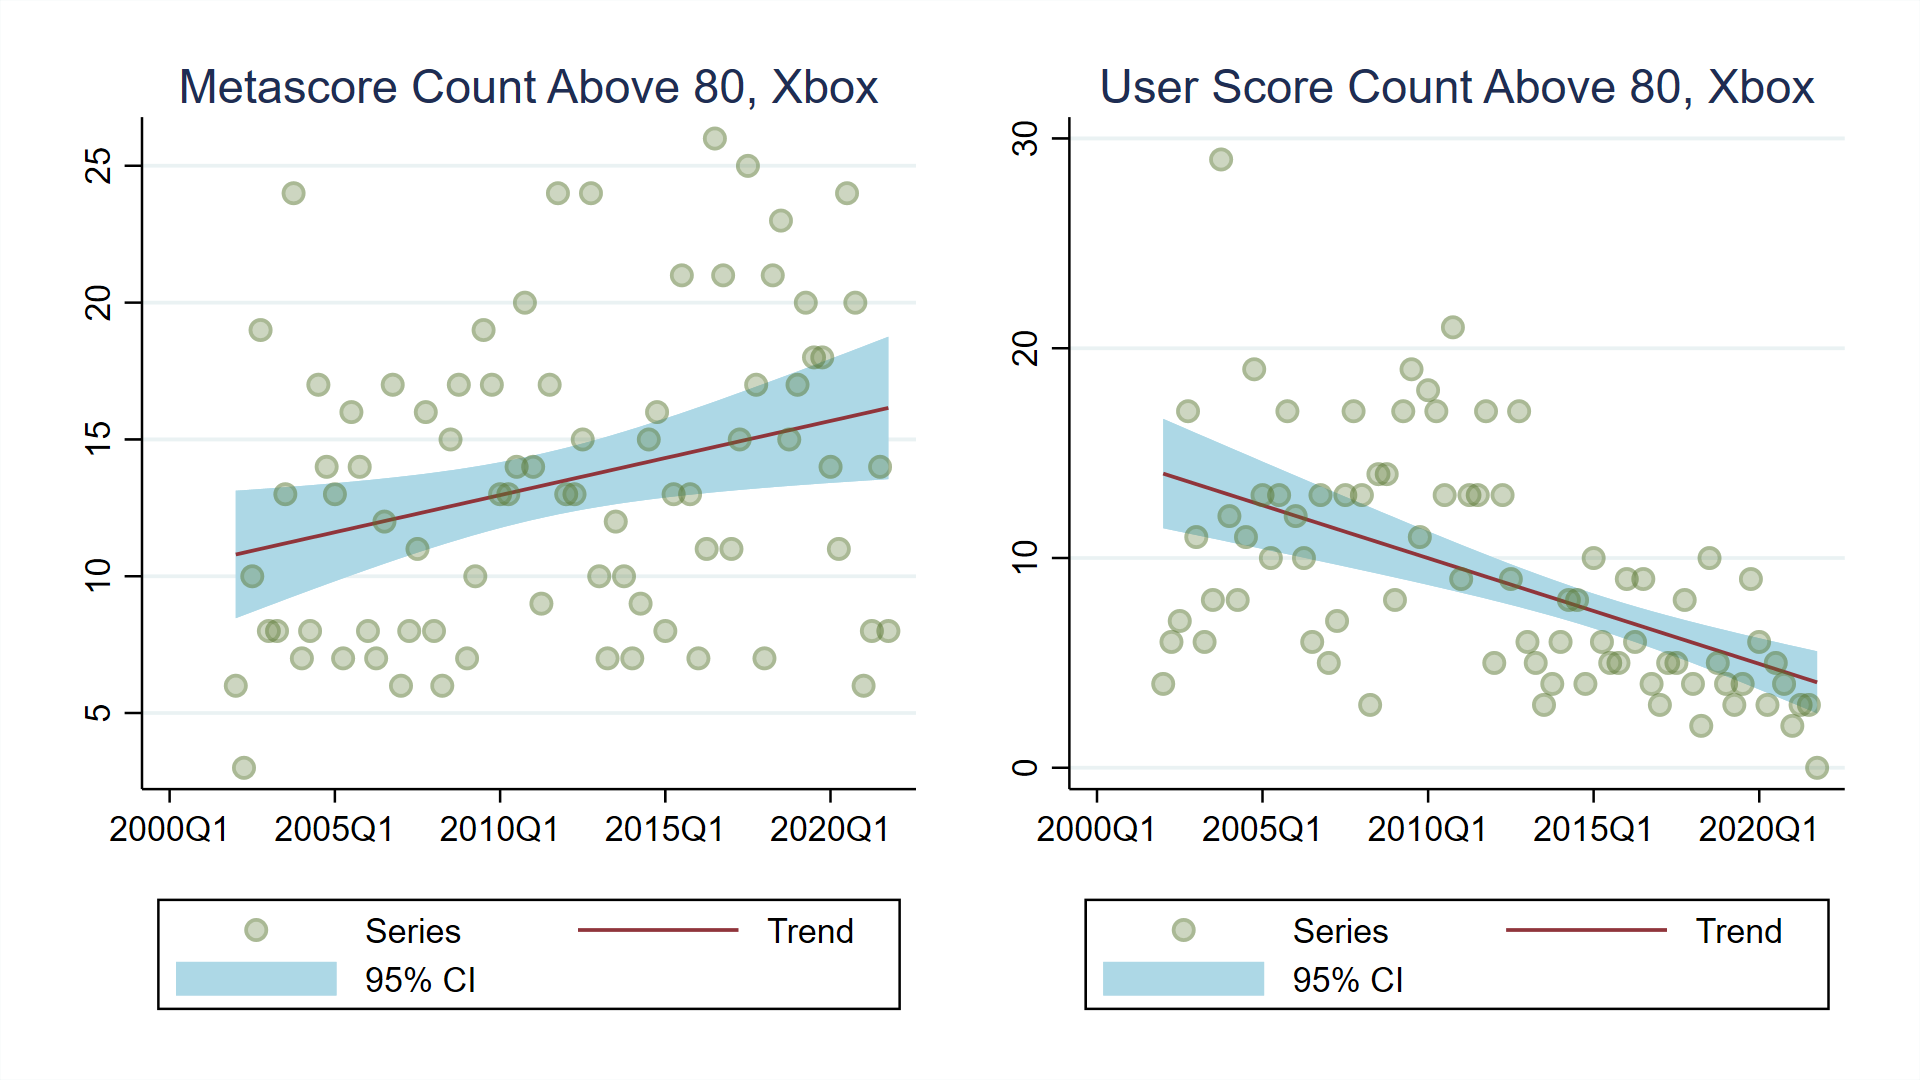 Metascore Count Above 80, Xbox
25
20
15
10
5
2000Q1 2005Q1 2010Q1 2015Q1 2020Q1
Series Trend
95% CI
User Score Count Above 80, Xbox
30
20
10
0
2000Q1 2005Q1 2010Q1 2015Q1 2020Q1
Series Trend
95% CI